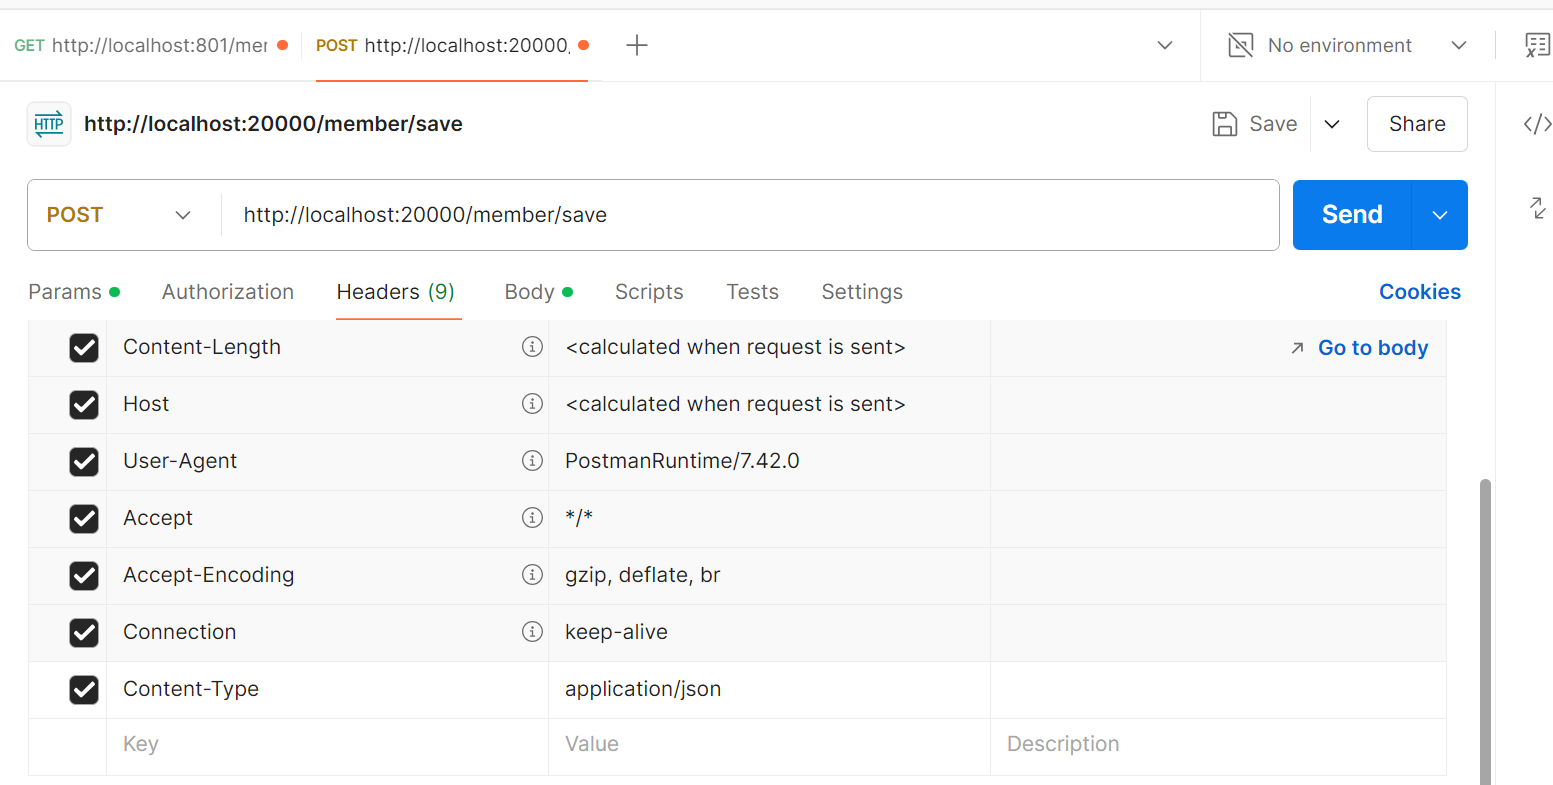 GET http://localhost:801/mer POST http://localhost:20000, No environment
HTTP http://localhost:20000/member/save Save Share
POST http://localhost:20000/member/save Send
Params Authorization Headers (9) Body Scripts Tests Settings Cookies
Content-Length <calculated when request is sent> Go to body
Host <calculated when request is sent>
User-Agent PostmanRuntime/7.42.0
Accept */*
Accept-Encoding gzip, deflate, br
Connection keep-alive
Content-Type application/json
Key Value Description